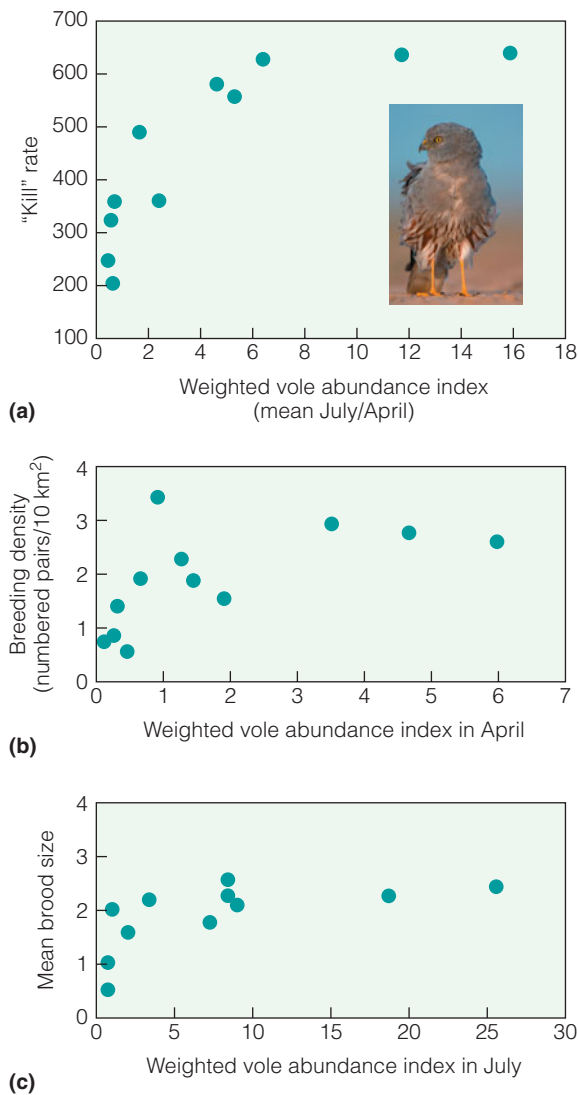 700
600
500
400
300
200
100
"Kill" rate
0 2 4 6 8 10 12 14 16 18
Weighted vole abundance index
(mean July/April)
(a)
4
3
2
1
0
Breeding density
(numbered pairs/10 km²)
0 1 2 3 4 5 6 7
Weighted vole abundance index in April
(b)
4
3
2
1
0
Mean brood size
0 5 10 15 20 25 30
Weighted vole abundance index in July
(c)